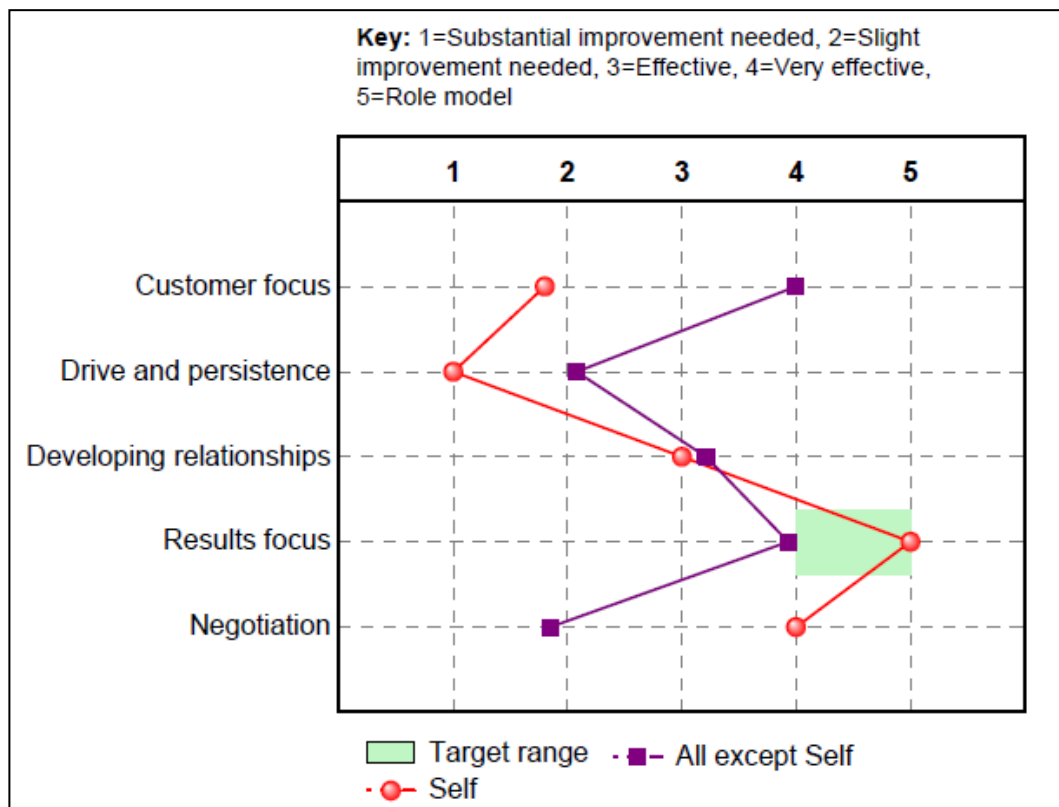 Key: 1=Substantial improvement needed, 2=Slight
improvement needed, 3=Effective, 4=Very effective,
5=Role model
1 2 3 4 5
Customer focus
Drive and persistence
Developing relationships
Results focus
Negotiation
Target range All except Self
Self